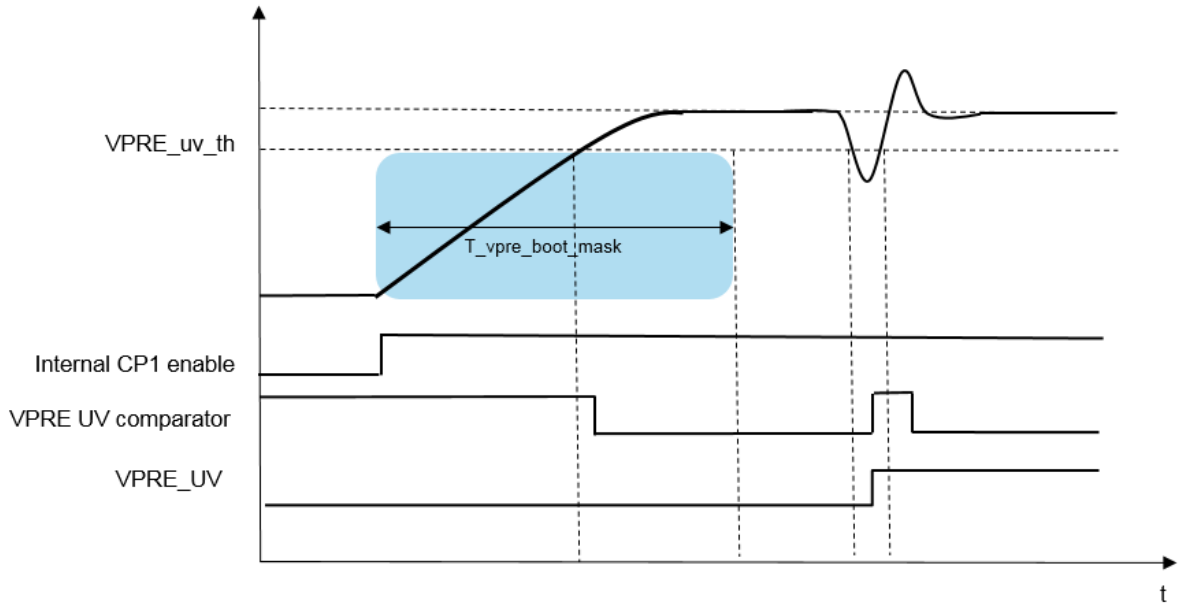 VPRE_uv_th
T_vpre_boot_mask
Internal CP1 enable
VPRE UV comparator
VPRE_UV
t